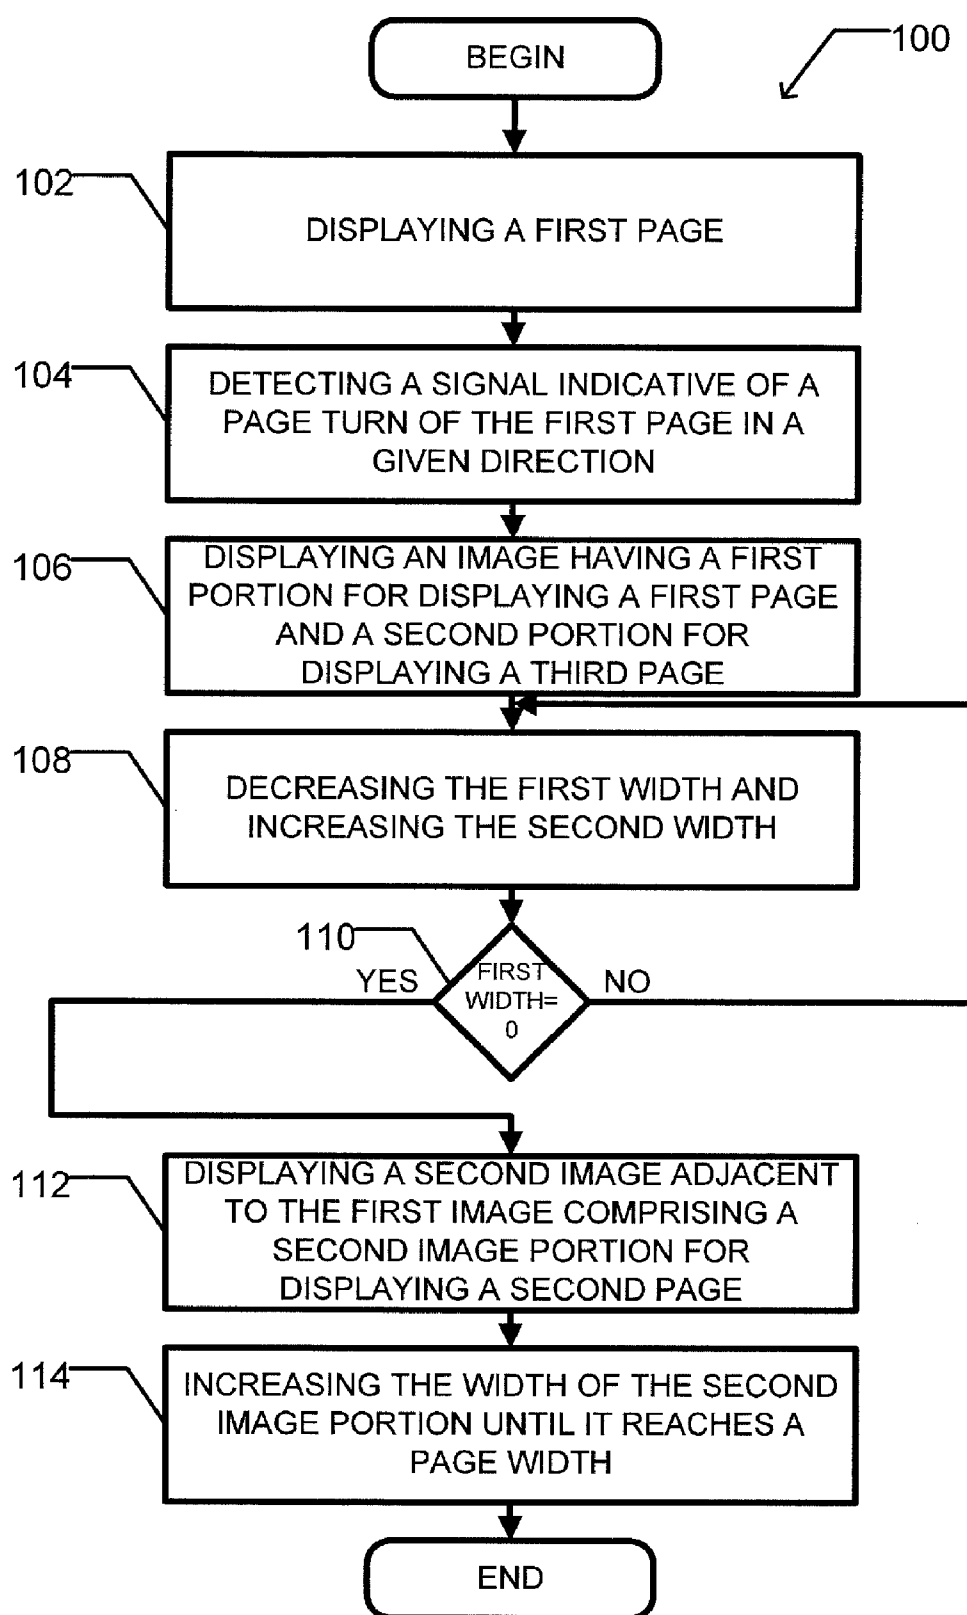 BEGIN
100
102
DISPLAYING A FIRST PAGE
104
DETECTING A SIGNAL INDICATIVE OF A
PAGE TURN OF THE FIRST PAGE IN A
GIVEN DIRECTION
106
DISPLAYING AN IMAGE HAVING A FIRST
PORTION FOR DISPLAYING A FIRST PAGE
AND A SECOND PORTION FOR
DISPLAYING A THIRD PAGE
108
DECREASING THE FIRST WIDTH AND
INCREASING THE SECOND WIDTH
110
YES
FIRST
WIDTH=
0
NO
112
DISPLAYING A SECOND IMAGE ADJACENT
TO THE FIRST IMAGE COMPRISING A
SECOND IMAGE PORTION FOR
DISPLAYING A SECOND PAGE
114
INCREASING THE WIDTH OF THE SECOND
IMAGE PORTION UNTIL IT REACHES A
PAGE WIDTH
END